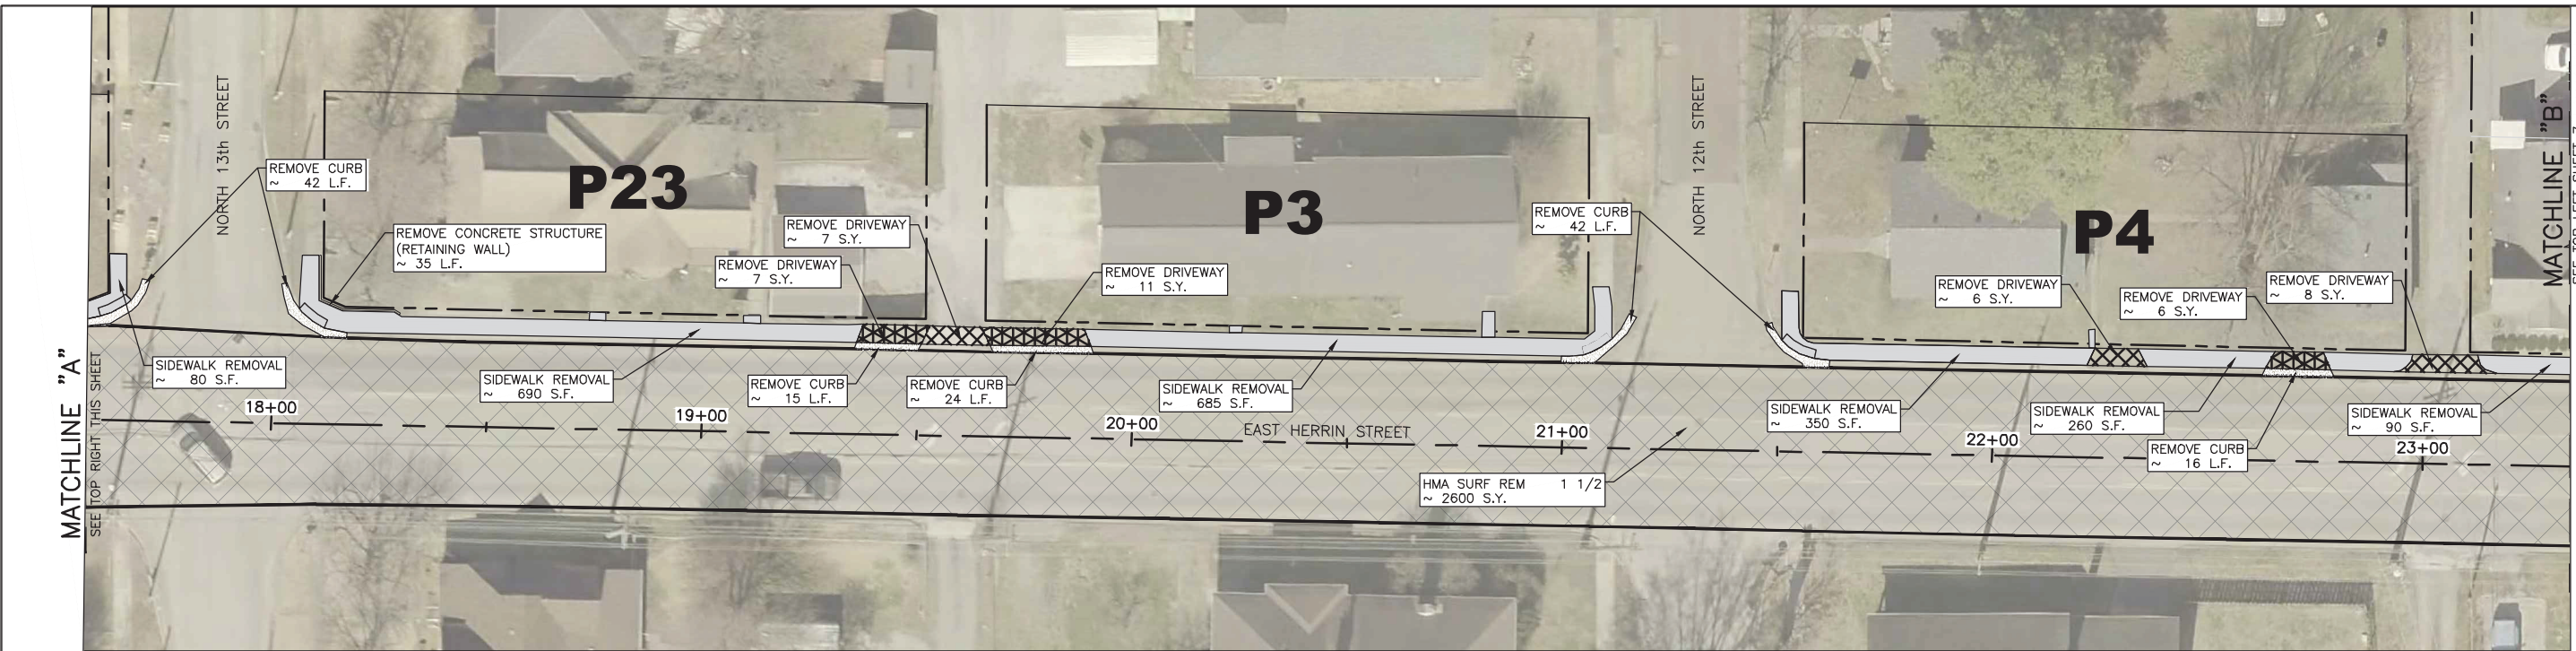 MATCHLINE "A"
SEE TOP RIGHT THIS SHEET
NORTH 13th STREET
REMOVE CURB
~ 42 L.F.
REMOVE CONCRETE STRUCTURE
(RETAINING WALL)
~ 35 L.F.
P23
REMOVE DRIVEWAY
~ 7 S.Y.
REMOVE DRIVEWAY
~ 7 S.Y.
REMOVE DRIVEWAY
~ 11 S.Y.
P3
REMOVE CURB
~ 42 L.F.
NORTH 12th STREET
P4
REMOVE DRIVEWAY
~ 6 S.Y.
REMOVE DRIVEWAY
~ 6 S.Y.
REMOVE DRIVEWAY
~ 8 S.Y.
MATCHLINE "B"
SIDEWALK REMOVAL
~ 80 S.F.
SIDEWALK REMOVAL
~ 690 S.F.
REMOVE CURB
~ 15 L.F.
REMOVE CURB
~ 24 L.F.
SIDEWALK REMOVAL
~ 685 S.F.
SIDEWALK REMOVAL
~ 350 S.F.
SIDEWALK REMOVAL
~ 260 S.F.
REMOVE CURB
~ 16 L.F.
SIDEWALK REMOVAL
~ 90 S.F.
18+00
19+00
20+00
EAST HERRIN STREET
21+00
22+00
23+00
HMA SURF REM 1 1/2
~ 2600 S.Y.